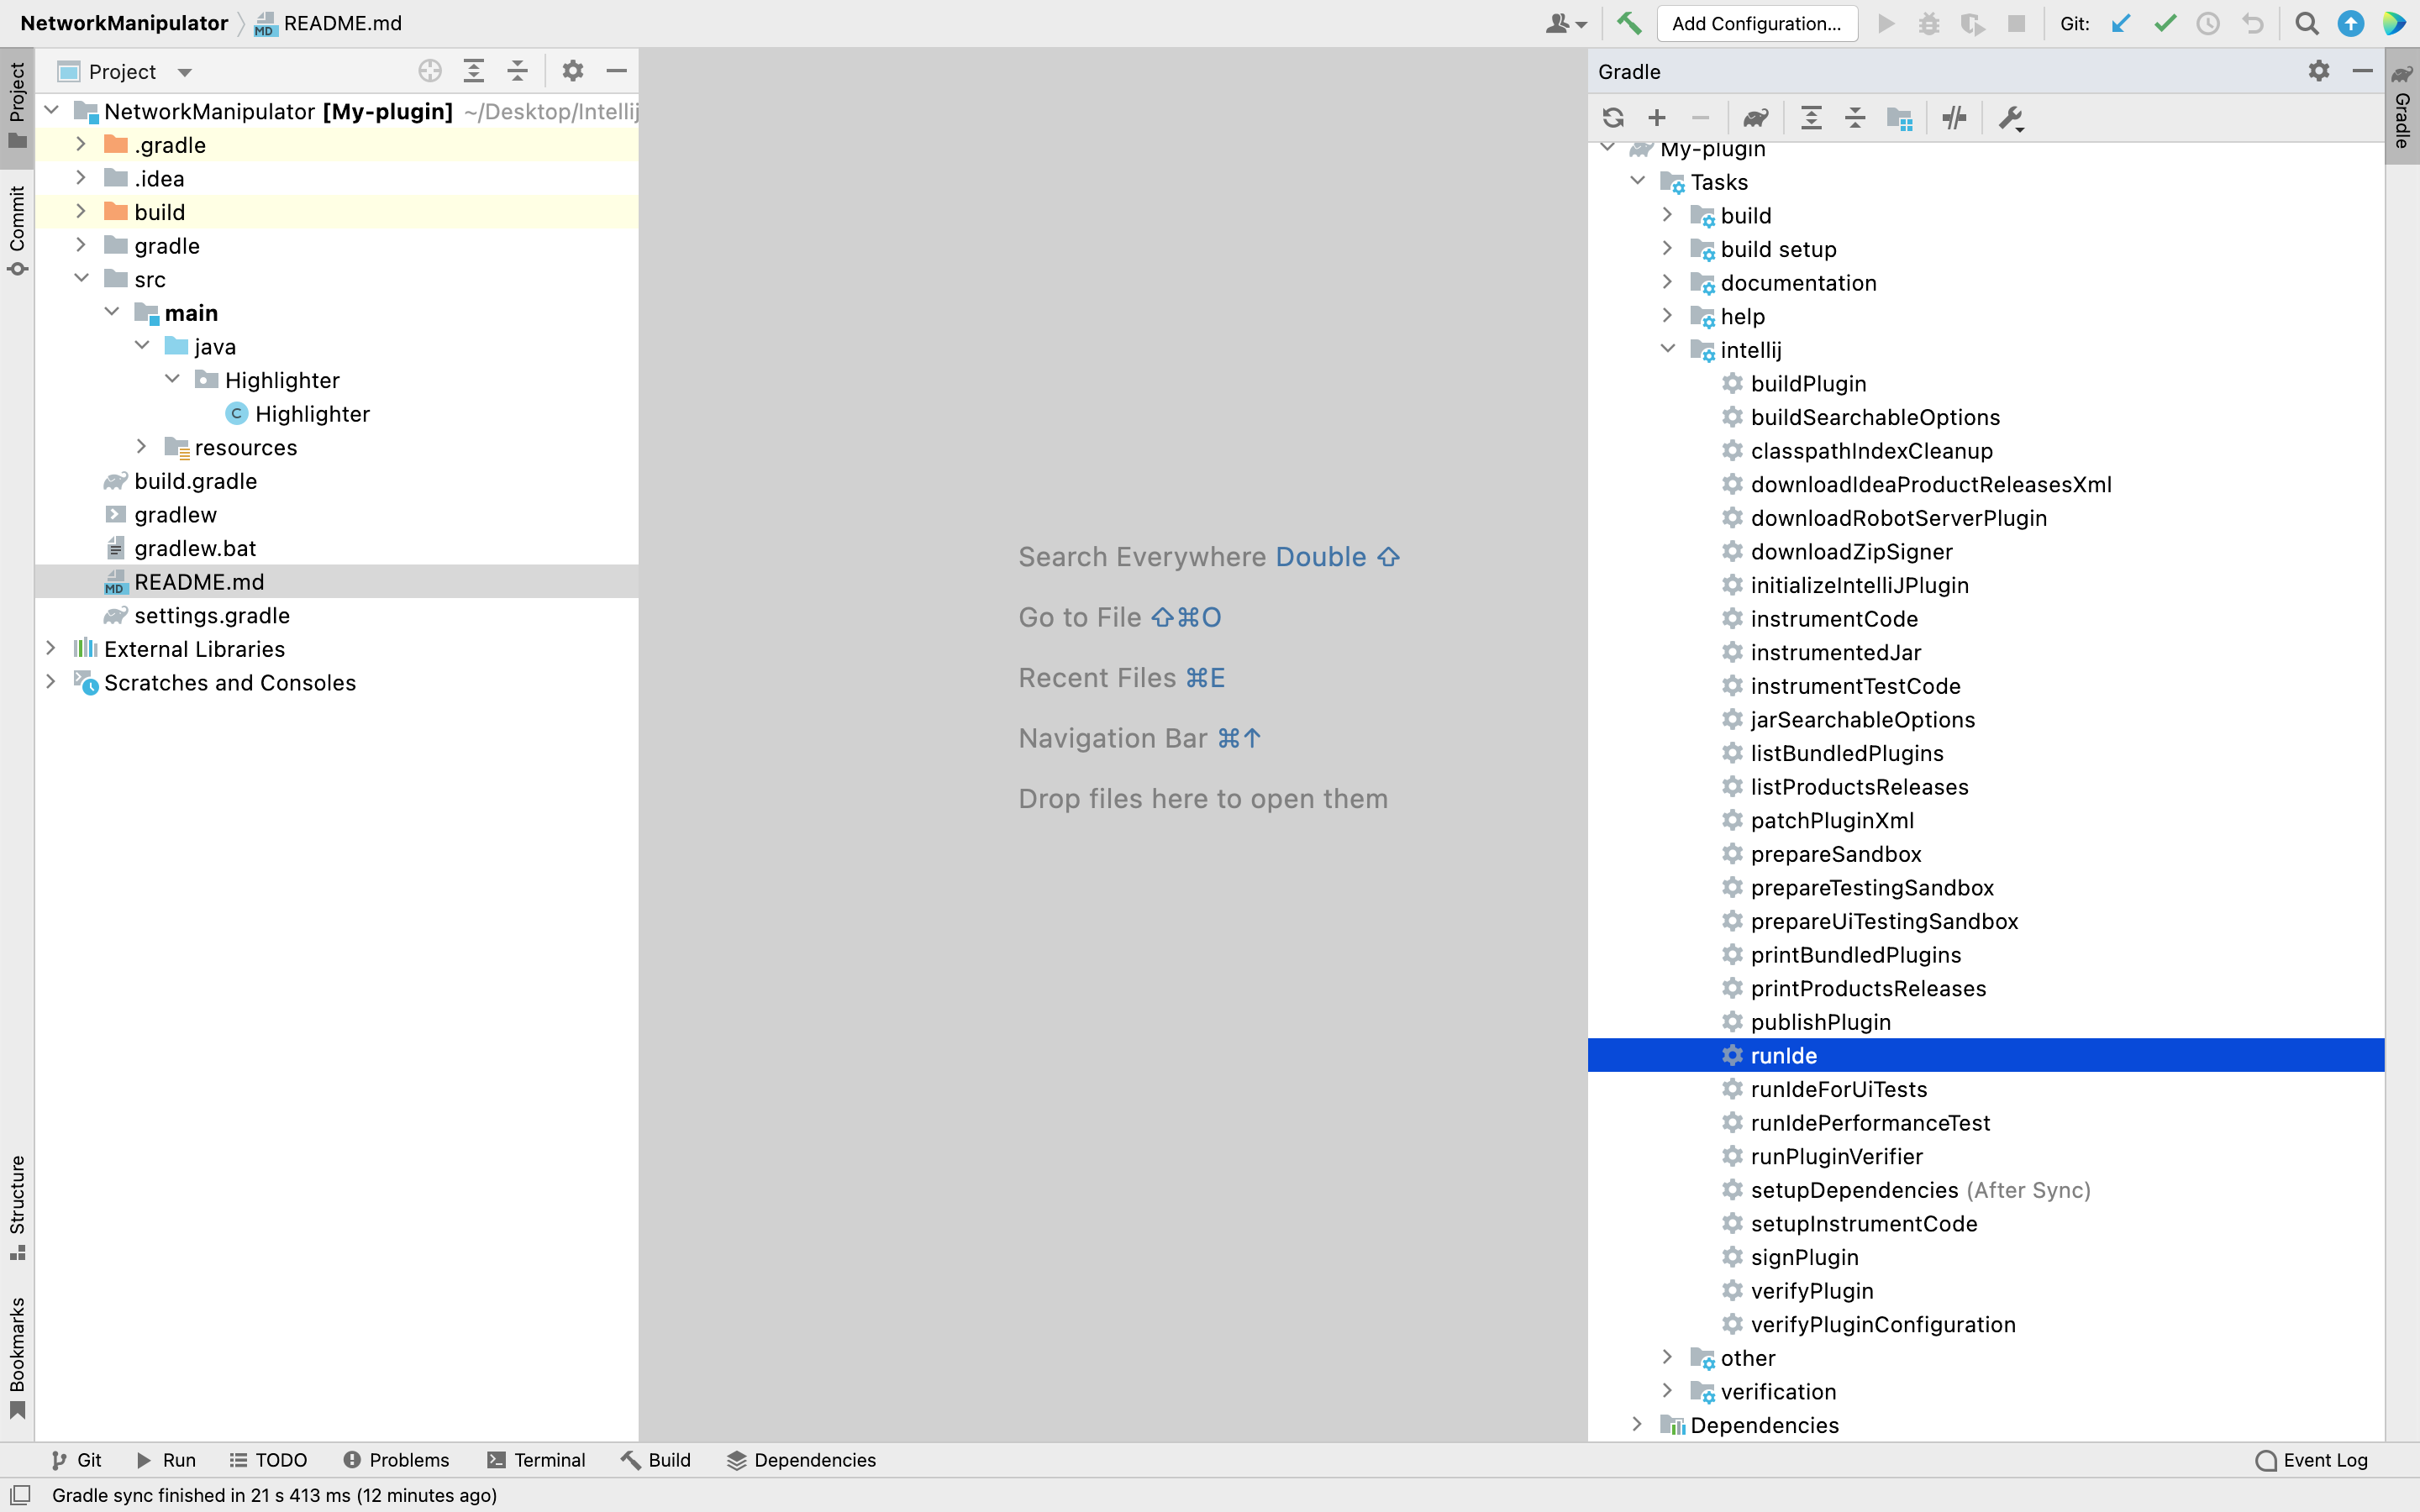 NetworkManipulator README.md
Add Configuration...
Git:
Project
Commit
Structure
Bookmarks
Project
NetworkManipulator [My-plugin] ~/Desktop/Intellij
.gradle
.idea
build
gradle
src
main
java
Highlighter
Highlighter
resources
build.gradle
gradlew
gradlew.bat
README.md
settings.gradle
External Libraries
Scratches and Consoles
Search Everywhere Double ⇧
Go to File ⇧⌘O
Recent Files ⌘E
Navigation Bar ⌘↑
Drop files here to open them
Gradle
My-plugin
Tasks
build
build setup
documentation
help
intellij
buildPlugin
buildSearchableOptions
classpathIndexCleanup
downloadIdeaProductReleasesXml
downloadRobotServerPlugin
downloadZipSigner
initializeIntelliJPlugin
instrumentCode
instrumentedJar
instrumentTestCode
jarSearchableOptions
listBundledPlugins
listProductsReleases
patchPluginXml
prepareSandbox
prepareTestingSandbox
prepareUiTestingSandbox
printBundledPlugins
printProductsReleases
publishPlugin
runIde
runIdeForUiTests
runIdePerformanceTest
runPluginVerifier
setupDependencies (After Sync)
setupInstrumentCode
signPlugin
verifyPlugin
verifyPluginConfiguration
other
verification
Dependencies
Gradle
Git Run TODO Problems Terminal Build Dependencies Event Log
Gradle sync finished in 21 s 413 ms (12 minutes ago)